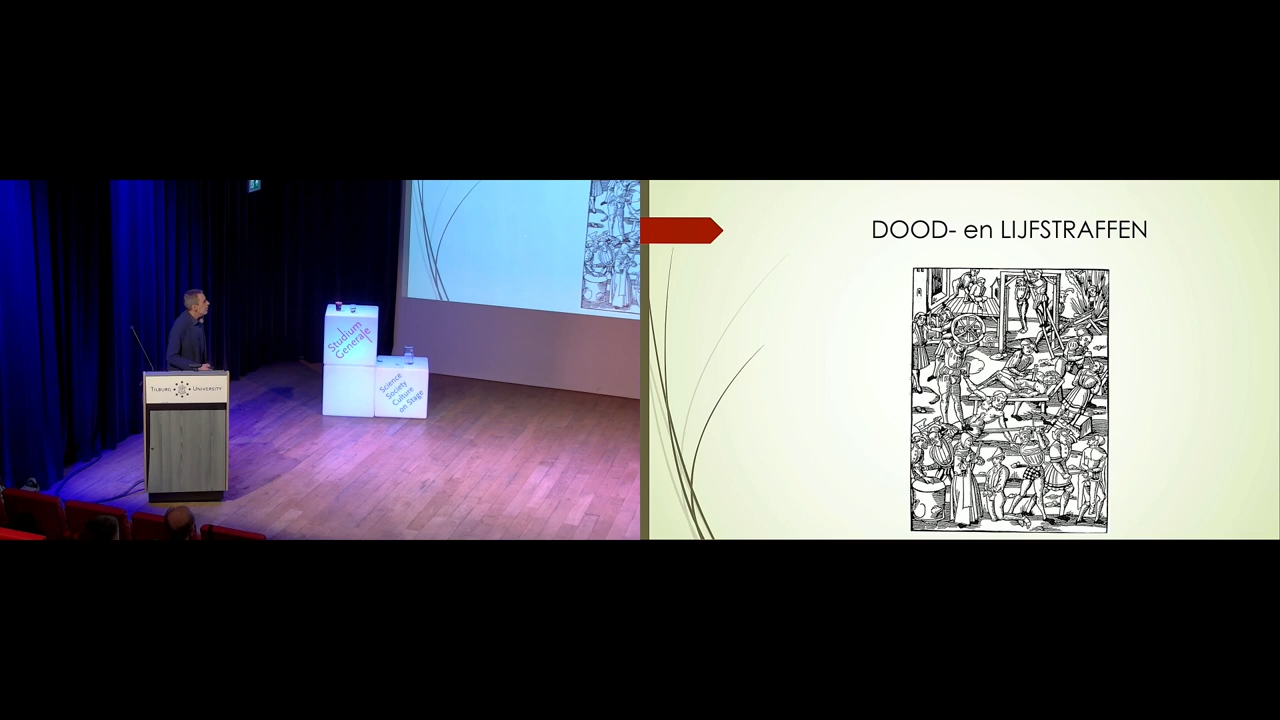 Studium
Generale
Science
Society
Culture
on Stage
TILBURG UNIVERSITY
DOOD- en LIJFSTRAFFEN